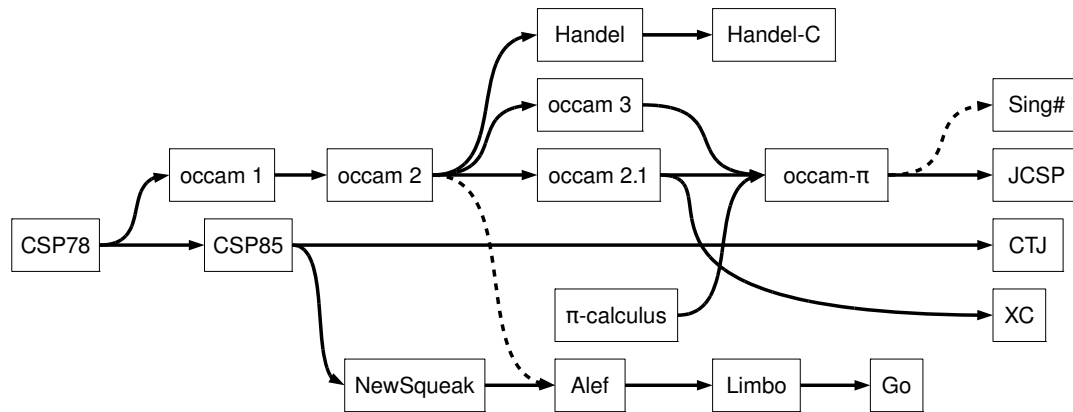 Handel
Handel-C
occam 3
Sing#
occam 1
occam 2
occam 2.1
occam-π
JCSP
CSP78
CSP85
CTJ
π-calculus
XC
NewSqueak
Alef
Limbo
Go